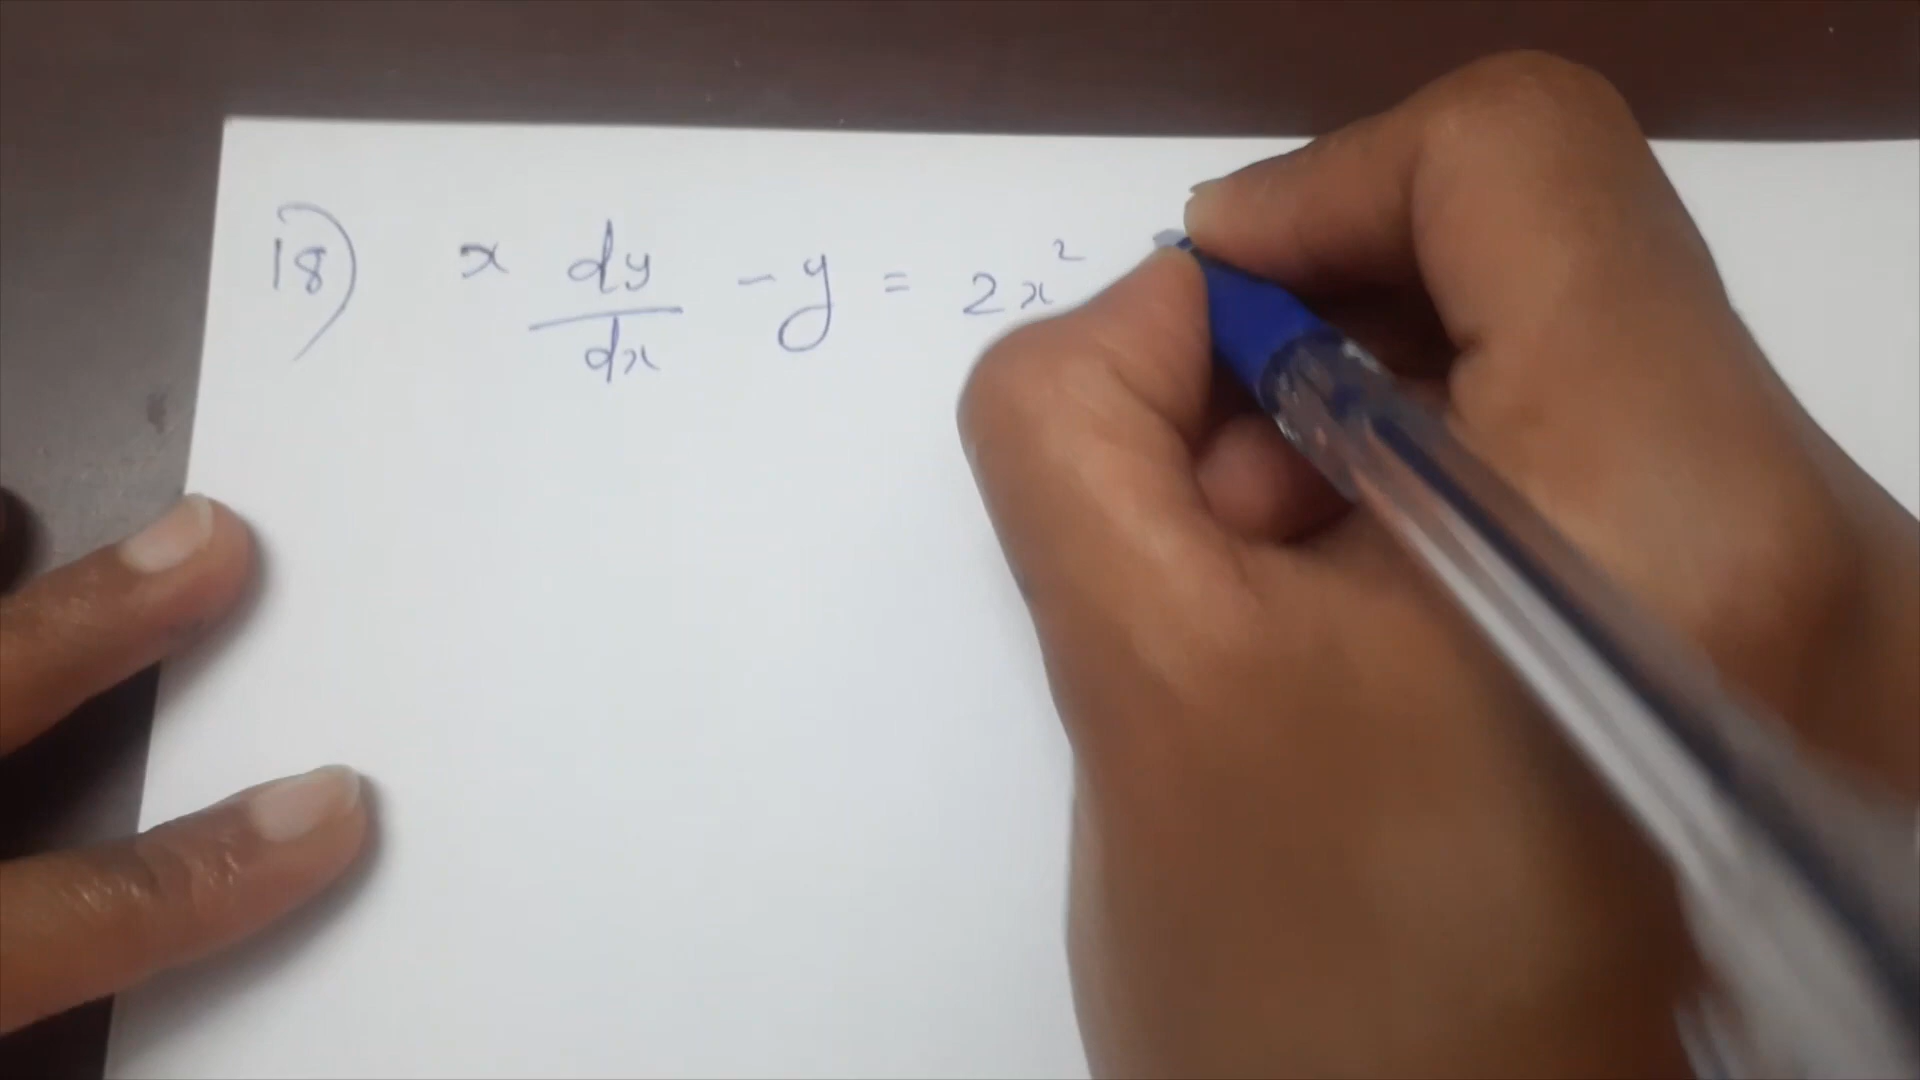 18) x dy/dx - y = 2x²